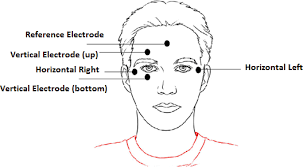 Reference Electrode
Vertical Electrode (up)
Horizontal Right
Horizontal Left
Vertical Electrode (bottom)